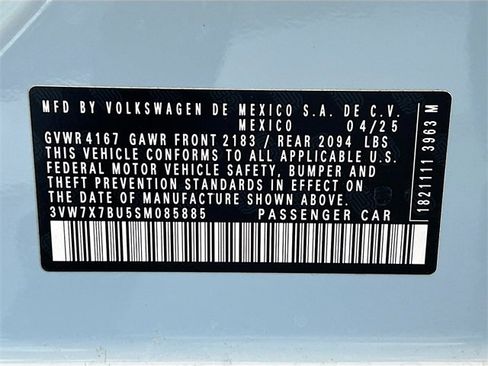 MFD BY VOLKSWAGEN DE MEXICO S.A. DE C.V.
MEXICO 04/25
GVWR 4167 GAWR FRONT 2183 / REAR 2094 LBS
THIS VEHICLE CONFORMS TO ALL APPLICABLE
FEDERAL MOTOR VEHICLE SAFETY, BUMPER AND
THEFT PREVENTION STANDARDS IN EFFECT ON
THE DATE OF MANUFACTURE SHOWN ABOVE.
3VW7X7BU5SM085885 PASSENGER CAR
18211111 3963 M